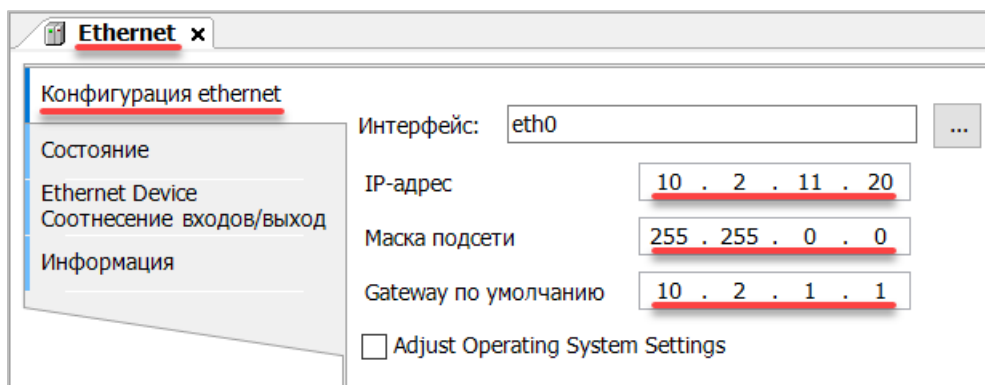 Ethernet x
Конфигурация ethernet
Состояние
Ethernet Device
Соотнесение входов/выход
Информация
Интерфейс: eth0 ...
IP-адрес 10 . 2 . 11 . 20
Маска подсети 255 . 255 . 0 . 0
Gateway по умолчанию 10 . 2 . 1 . 1
Adjust Operating System Settings